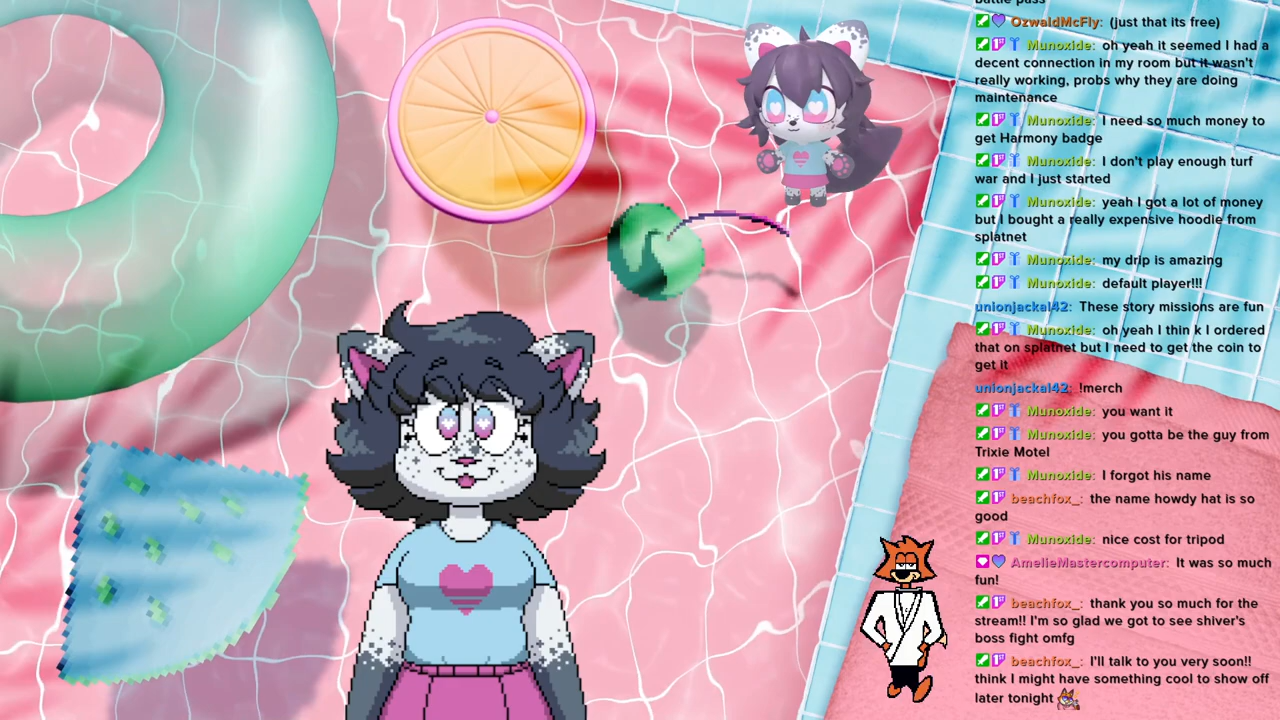 battle pass
OzwaldMcFly: (just that its free)
Munoxide: oh yeah it seemed I had a
decent connection in my room but it wasn't
really working, probs why they are doing
maintenance
Munoxide: I need so much money to
get Harmony badge
Munoxide: I don't play enough turf
war and I just started
Munoxide: yeah I got a lot of money
but I bought a really expensive hoodie from
splatnet
Munoxide: my drip is amazing
Munoxide: default player!!!
unionjackal42: These story missions are fun
Munoxide: oh yeah I thin k I ordered
that on splatnet but I need to get the coin to
get it
unionjackal42: !merch
Munoxide: you want it
Munoxide: you gotta be the guy from
Trixie Motel
Munoxide: I forgot his name
beachfox_: the name howdy hat is so
good
Munoxide: nice cost for tripod
AmelieMastercomputer: It was so much
fun!
beachfox_: thank you so much for the
stream!! I'm so glad we got to see shiver's
boss fight omfg
beachfox_: I'll talk to you very soon!!
think I might have something cool to show off
later tonight